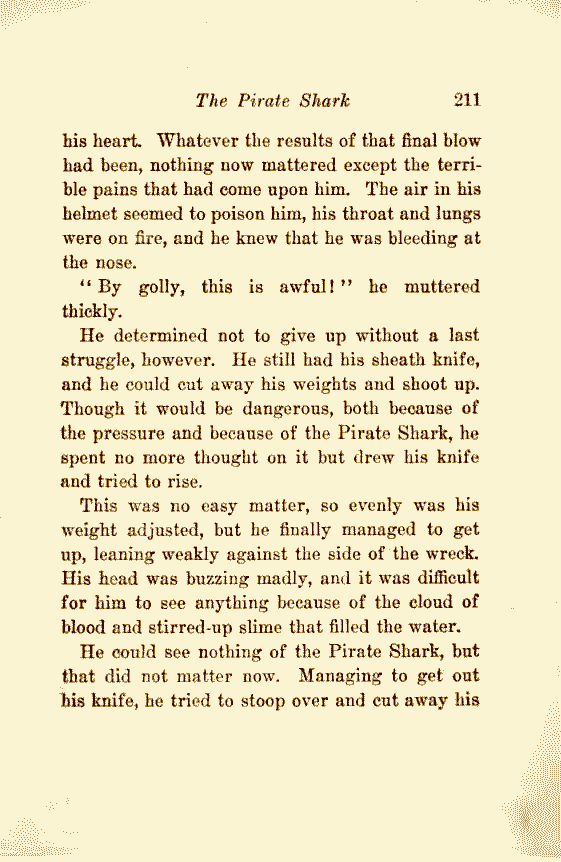 The Pirate Shark 211
his heart. Whatever the results of that final blow
had been, nothing now mattered except the terri-
ble pains that had come upon him. The air in his
helmet seemed to poison him, his throat and lungs
were on fire, and he knew that he was bleeding at
the nose.
“ By golly, this is awful! ” he muttered
thickly.
He determined not to give up without a last
struggle, however. He still had his sheath knife,
and he could cut away his weights and shoot up.
Though it would be dangerous, both because of
the pressure and because of the Pirate Shark, he
spent no more thought on it but drew his knife
and tried to rise.
This was no easy matter, so evenly was his
weight adjusted, but he finally managed to get
up, leaning weakly against the side of the wreck.
His head was buzzing madly, and it was difficult
for him to see anything because of the cloud of
blood and stirred-up slime that filled the water.
He could see nothing of the Pirate Shark, but
that did not matter now. Managing to get out
his knife, he tried to stoop over and cut away his